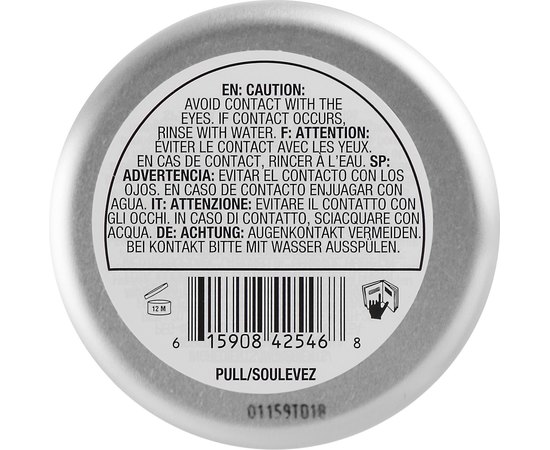 EN: CAUTION:
AVOID CONTACT WITH THE
EYES. IF CONTACT OCCURS,
RINSE WITH WATER. F: ATTENTION:
ÉVITER LE CONTACT AVEC LES YEUX.
EN CAS DE CONTACT, RINCER À L'EAU. SP:
ADVERTENCIA: EVITAR EL CONTACTO CON LOS
OJOS. EN CASO DE CONTACTO ENJUAGAR CON
AGUA. IT: ATTENZIONE: EVITARE IL CONTATTO CON
GLI OCCHI. IN CASO DI CONTATTO, SCIACQUARE CON
ACQUA. DE: ACHTUNG: AUGENKONTAKT VERMEIDEN.
BEI KONTAKT BITTE MIT WASSER AUSSPÜLEN.
12 M
6 15908 42546 8
PULL/SOULEVEZ
01159T018